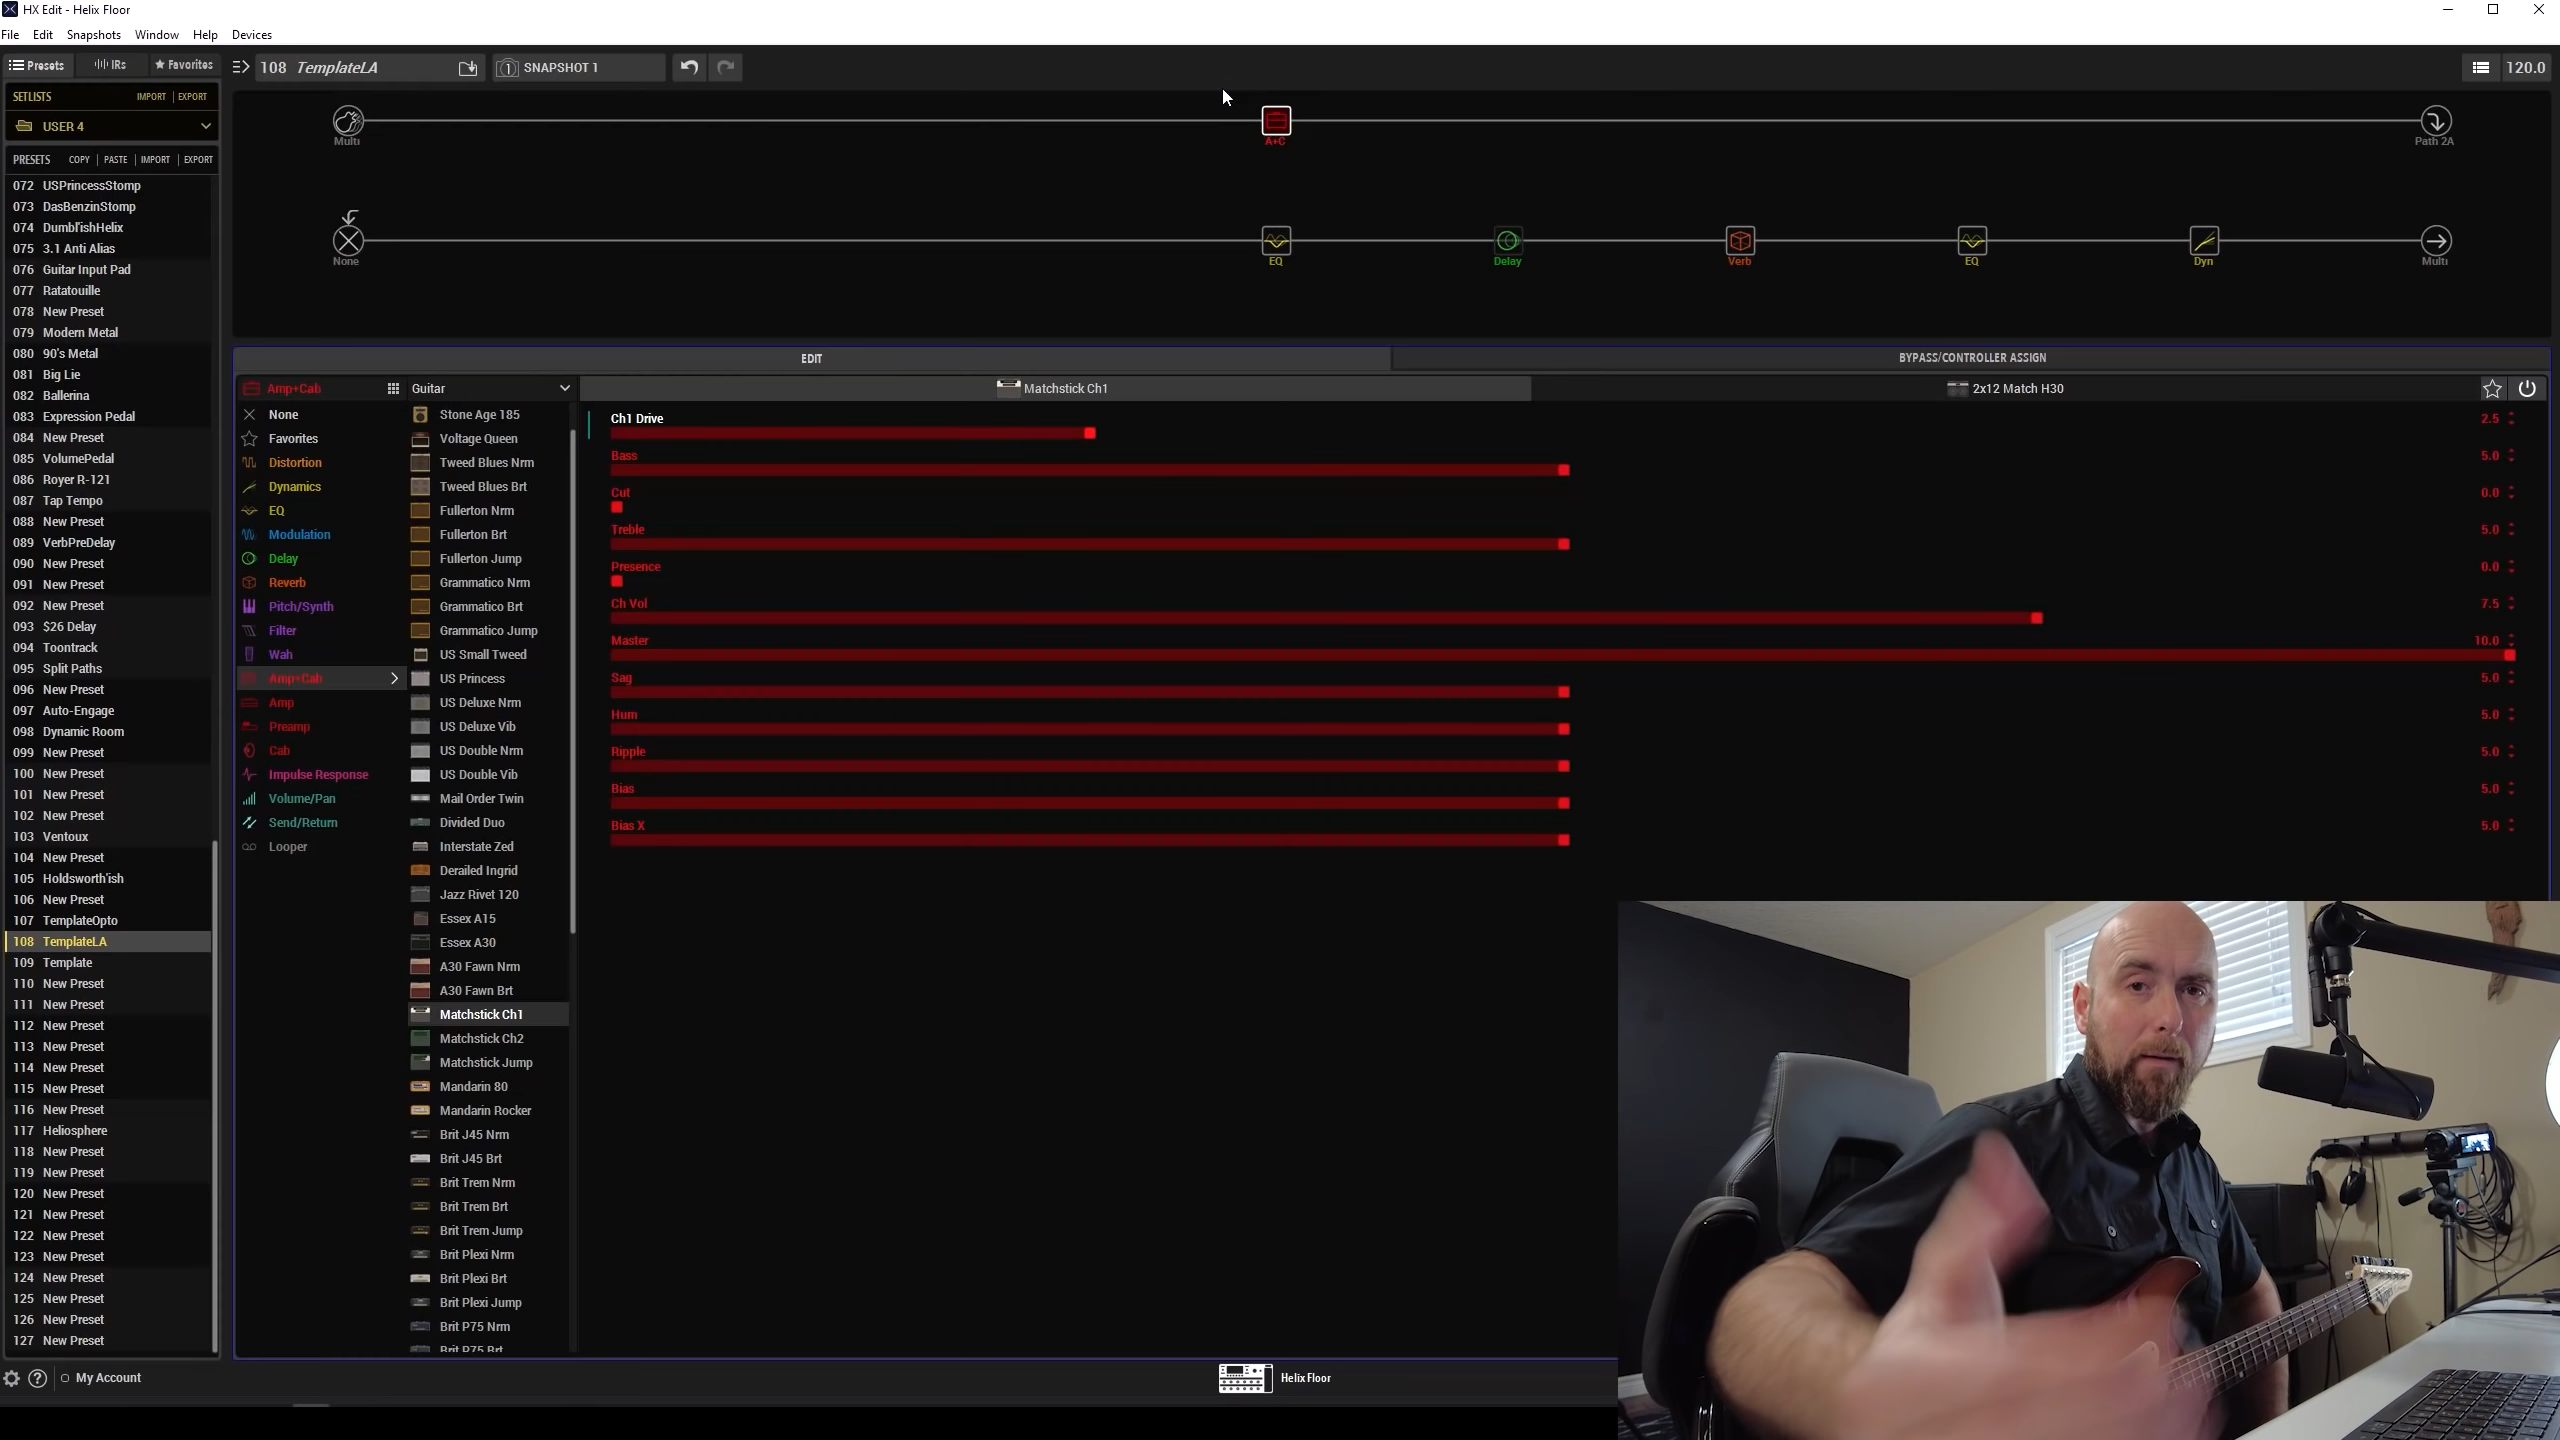 HX Edit - Helix Floor
File Edit Snapshots Window Help Devices
Presets IRs Favorites
108 TemplateLA
SNAPSHOT 1
120.0
SETLISTS IMPORT | EXPORT
USER 4
PRESETS COPY | PASTE | IMPORT | EXPORT
072 USPrincessStomp
073 DasBenzinStomp
074 Dumbl'ishHelix
075 3.1 Anti Alias
076 Guitar Input Pad
077 Ratatouille
078 New Preset
079 Modern Metal
080 90's Metal
081 Big Lie
082 Ballerina
083 Expression Pedal
084 New Preset
085 VolumePedal
086 Royer R-121
087 Tap Tempo
088 New Preset
089 VerbPreDelay
090 New Preset
091 New Preset
092 New Preset
093 $26 Delay
094 Toontrack
095 Split Paths
096 New Preset
097 Auto-Engage
098 Dynamic Room
099 New Preset
100 New Preset
101 New Preset
102 New Preset
103 Ventoux
104 New Preset
105 Holdsworth'ish
106 New Preset
107 TemplateOpto
108 TemplateLA
109 Template
110 New Preset
111 New Preset
112 New Preset
113 New Preset
114 New Preset
115 New Preset
116 New Preset
117 Heliosphere
118 New Preset
119 New Preset
120 New Preset
121 New Preset
122 New Preset
123 New Preset
124 New Preset
125 New Preset
126 New Preset
127 New Preset
My Account
Multi A+C Path 2A
None EQ Delay Verb EQ Dyn Multi
EDIT
BYPASS/CONTROLLER ASSIGN
Amp+Cab
Guitar
Matchstick Ch1
2x12 Match H30
None
Favorites
Distortion
Dynamics
EQ
Modulation
Delay
Reverb
Pitch/Synth
Filter
Wah
Amp+Cab
Amp
Preamp
Cab
Impulse Response
Volume/Pan
Send/Return
Looper
Stone Age 185
Voltage Queen
Tweed Blues Nrm
Tweed Blues Brt
Fullerton Nrm
Fullerton Brt
Fullerton Jump
Grammatico Nrm
Grammatico Brt
Grammatico Jump
US Small Tweed
US Princess
US Deluxe Nrm
US Deluxe Vib
US Double Nrm
US Double Vib
Mail Order Twin
Divided Duo
Interstate Zed
Derailed Ingrid
Jazz Rivet 120
Essex A15
Essex A30
A30 Fawn Nrm
A30 Fawn Brt
Matchstick Ch1
Matchstick Ch2
Matchstick Jump
Mandarin 80
Mandarin Rocker
Brit J45 Nrm
Brit J45 Brt
Brit Trem Nrm
Brit Trem Brt
Brit Trem Jump
Brit Plexi Nrm
Brit Plexi Brt
Brit Plexi Jump
Brit P75 Nrm
Brit P75 Brt
Ch1 Drive 2.5
Bass 5.0
Cut 0.0
Treble 5.0
Presence 0.0
Ch Vol 7.5
Master 10.0
Sag 5.0
Hum 5.0
Ripple 5.0
Bias 5.0
Bias X 5.0
Helix Floor